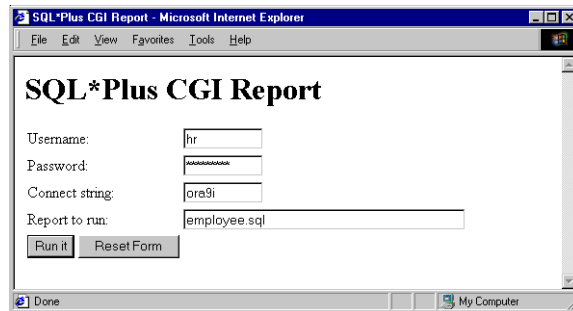 SQL*Plus CGI Report - Microsoft Internet Explorer
File Edit View Favorites Tools Help
SQL*Plus CGI Report
Username: hr
Password: *********
Connect string: ora9i
Report to run: employee.sql
Run it Reset Form
Done My Computer